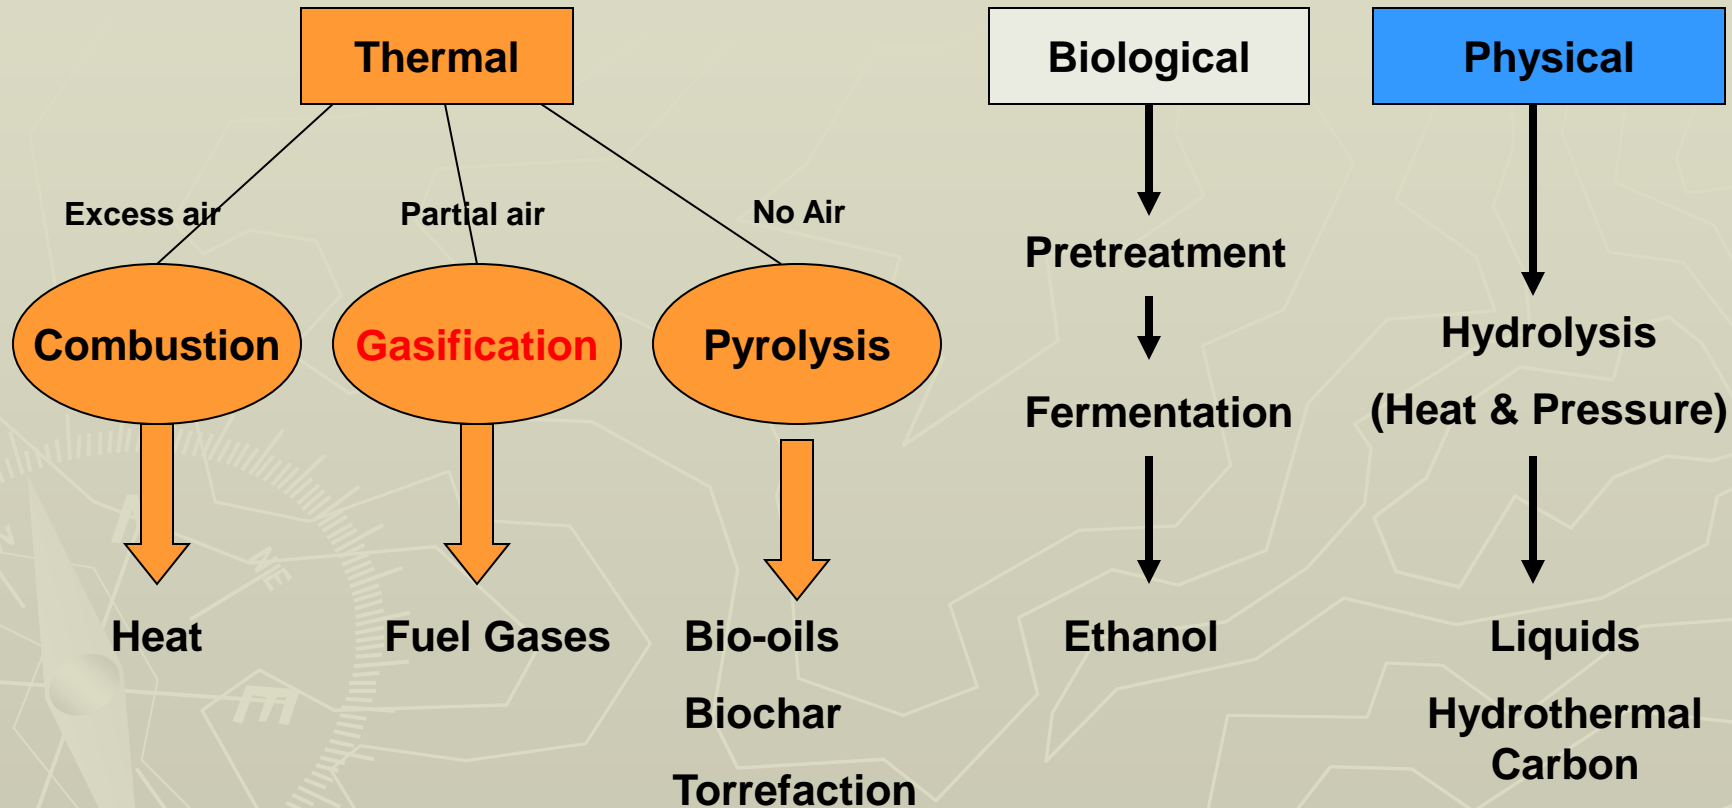 Thermal
Biological
Physical
Excess air
Partial air
No Air
Combustion
Gasification
Pyrolysis
Pretreatment
Fermentation
Hydrolysis
(Heat & Pressure)
Heat
Fuel Gases
Bio-oils
Biochar
Torrefaction
Ethanol
Liquids
Hydrothermal
Carbon
N
NE
E